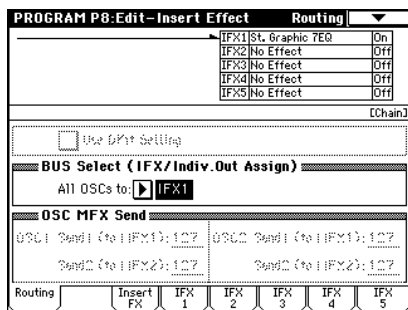 PROGRAM P8:Edit-Insert Effect Routing
IFX1 St. Graphic 7EQ On
IFX2 No Effect Off
IFX3 No Effect Off
IFX4 No Effect Off
IFX5 No Effect Off
[Chain]
Use DKit Setting
BUS Select (IFX/Indiv.Out Assign)
All OSCs to: IFX1
OSC MFX Send
OSC1 Send1 (to MFX1):127 OSC2 Send1 (to MFX1):127
Send2 (to MFX2):127 Send2 (to MFX2):127
Routing Insert FX IFX 1 IFX 2 IFX 3 IFX 4 IFX 5